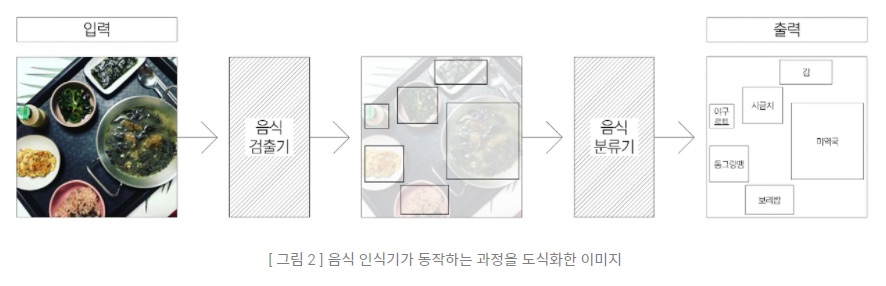 입력
출력
음식
검출기
음식
분류기
김
시금치
야구
르트
미역국
동그랑땡
보리밥
[ 그림 2 ] 음식 인식기가 동작하는 과정을 도식화한 이미지